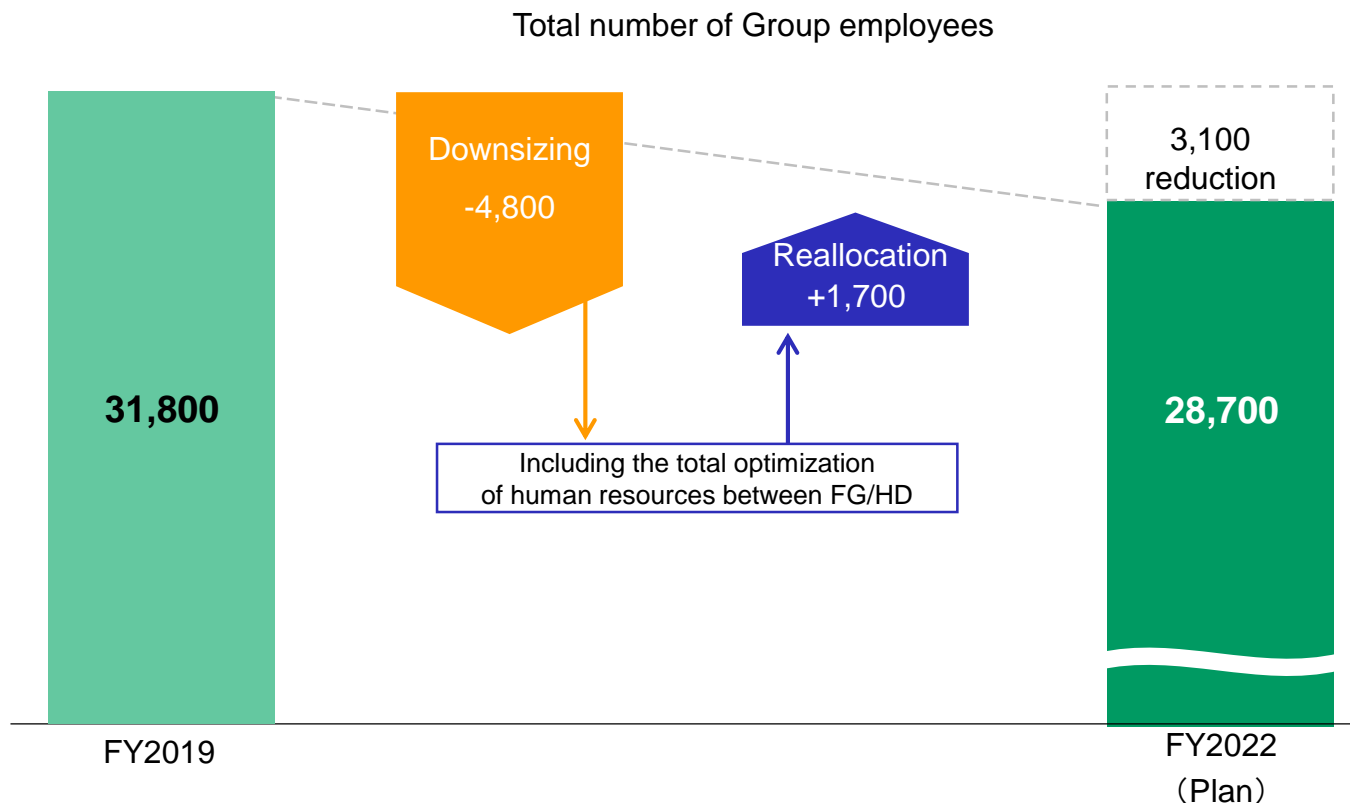 Total number of Group employees
Downsizing
-4,800
3,100
reduction
Reallocation
+1,700
31,800
28,700
Including the total optimization
of human resources between FG/HD
FY2019
FY2022
（Plan）